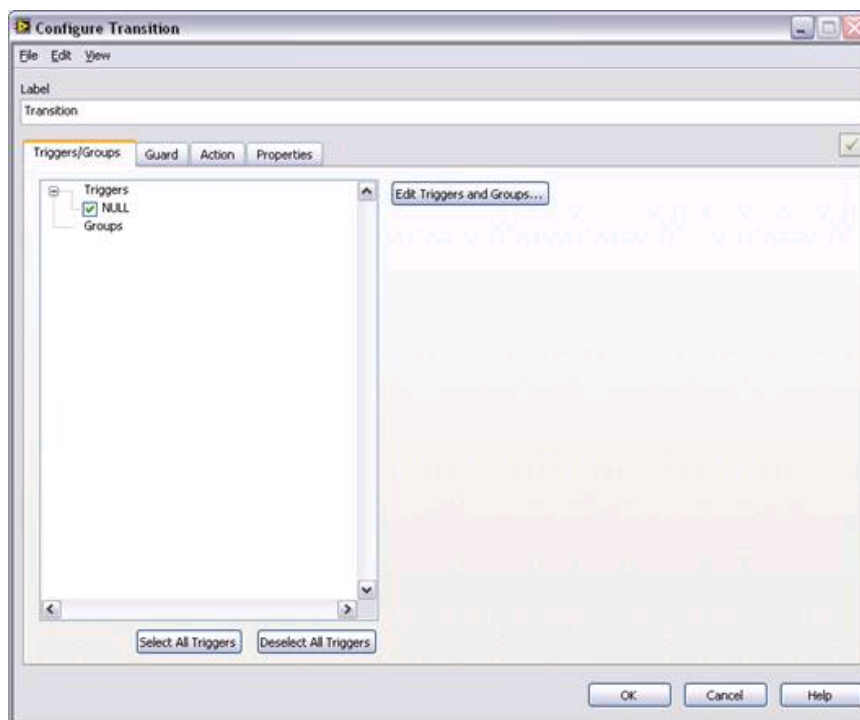 Configure Transition
File Edit View
Label
Transition
Triggers/Groups Guard Action Properties
Triggers
NULL
Groups
Edit Triggers and Groups...
Select All Triggers Deselect All Triggers
OK Cancel Help